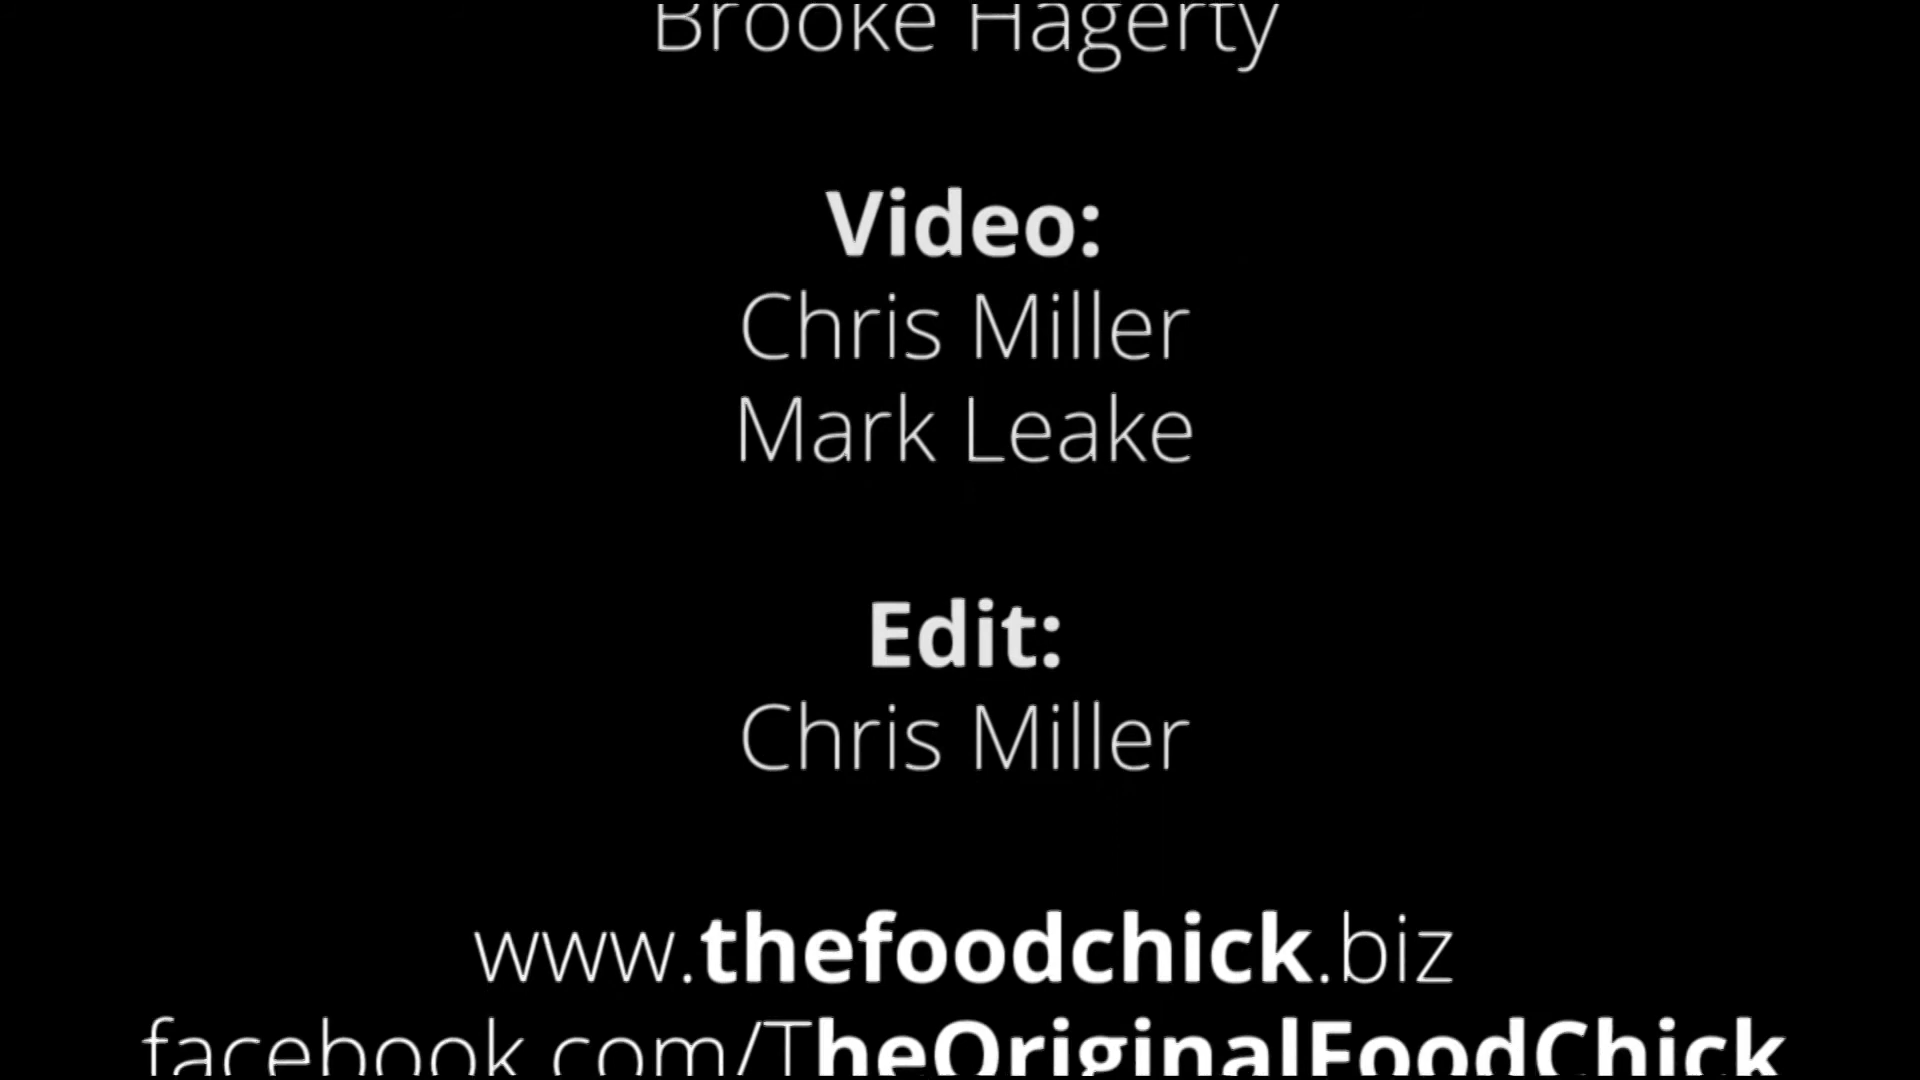 Brooke Hagerty
Video:
Chris Miller
Mark Leake
Edit:
Chris Miller
www.thefoodchick.biz
facebook.com/TheOriginalFoodChick